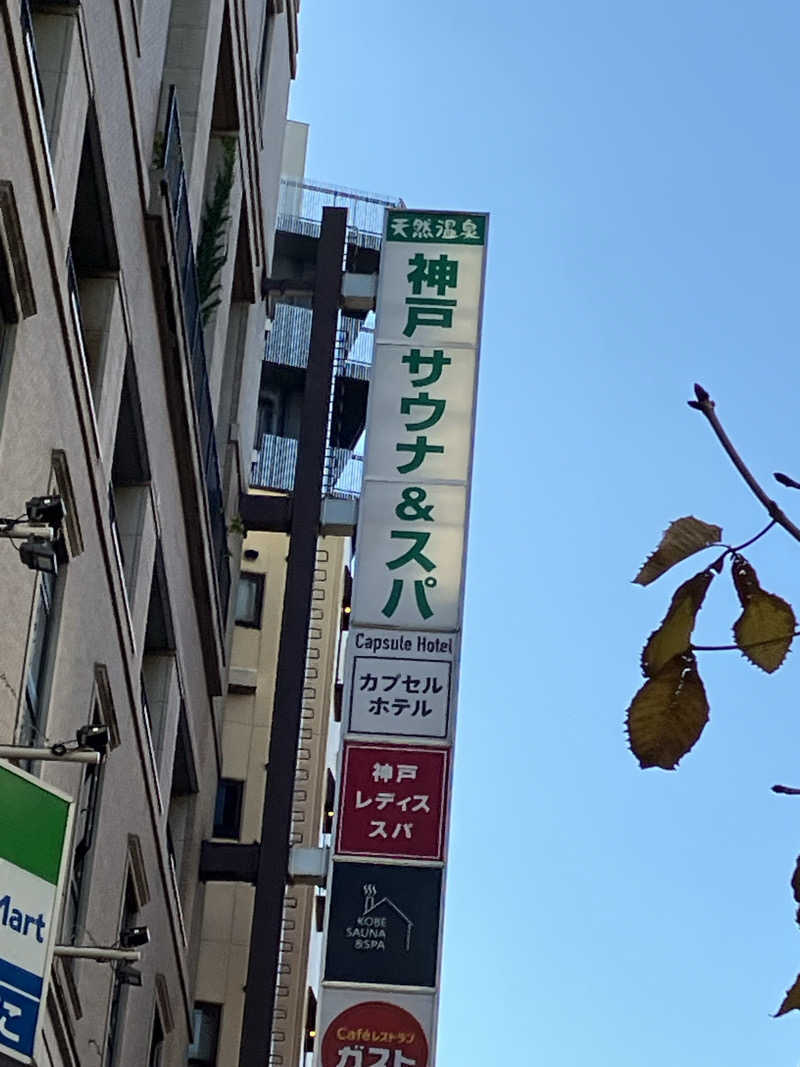 天然温泉
神戸サウナ&スパ
Capsule Hotel
カプセル
ホテル
神戸
レディス
スパ
KOBE
SAUNA
&SPA
Caféレストラン
ガスト
Mart
こ